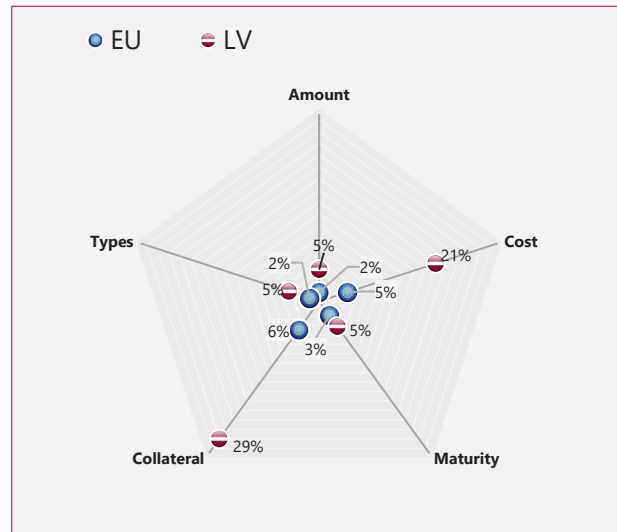 EU LV
Amount
5%
Types
Cost
2%
2%
21%
5%
5%
6%
5%
3%
29%
Collateral
Maturity